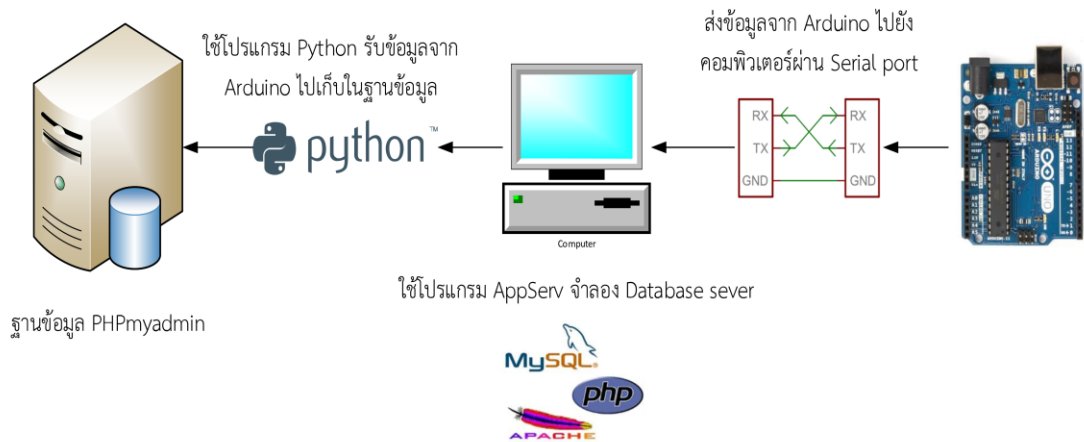 ใช้โปรแกรม Python รับข้อมูลจาก
Arduino ไปเก็บในฐานข้อมูล
python™
ส่งข้อมูลจาก Arduino ไปยัง
คอมพิวเตอร์ผ่าน Serial port
RX
TX
GND
RX
TX
GND
Computer
ใช้โปรแกรม AppServ จำลอง Database sever
ฐานข้อมูล PHPmyadmin
MySQL
php
APACHE
UNO